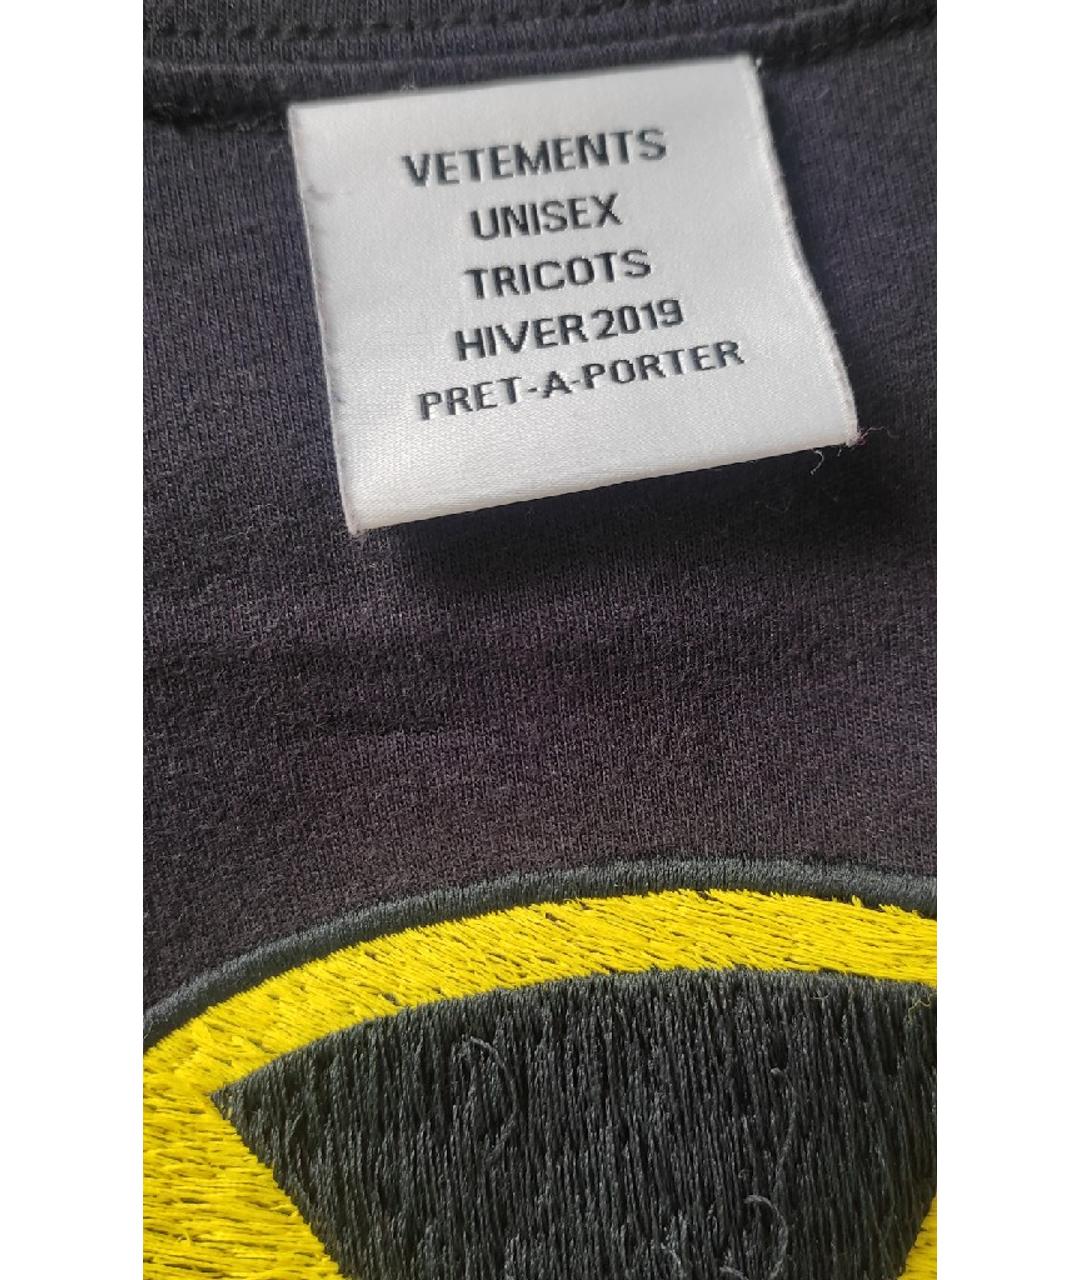 VETEMENTS
UNISEX
TRICOTS
HIVER 2019
PRET-A-PORTER